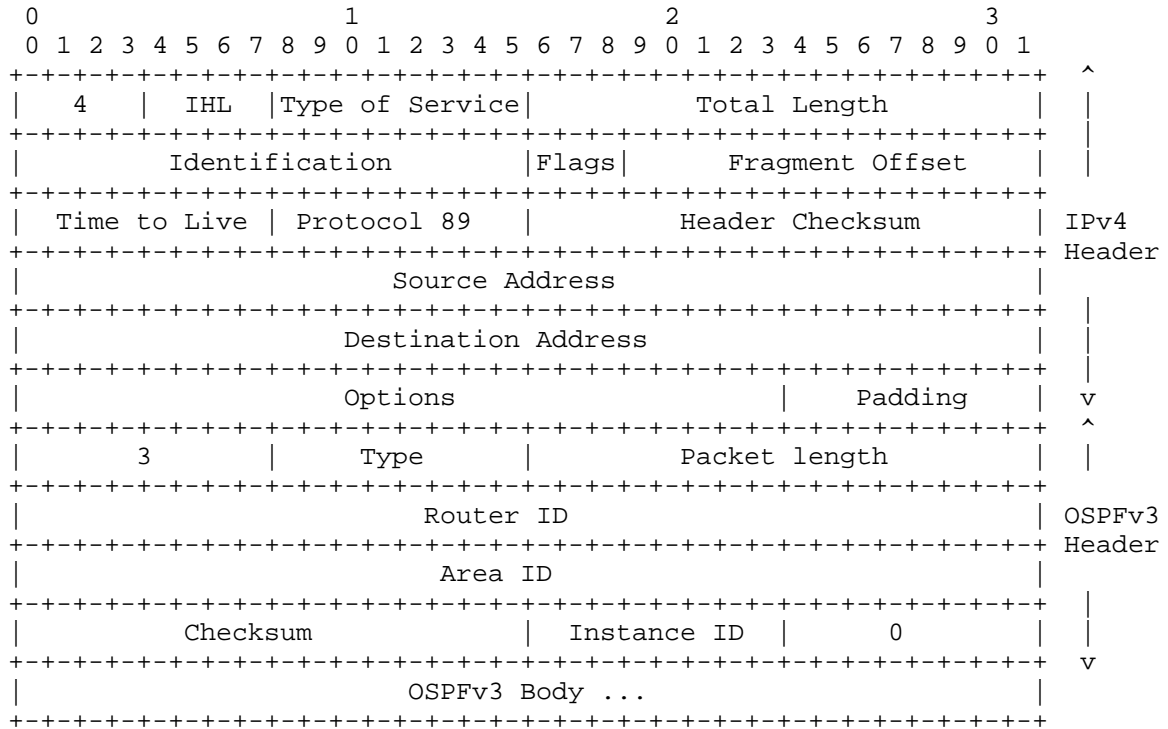 0                   1                   2                   3
0 1 2 3 4 5 6 7 8 9 0 1 2 3 4 5 6 7 8 9 0 1 2 3 4 5 6 7 8 9 0 1
+-+-+-+-+-+-+-+-+-+-+-+-+-+-+-+-+-+-+-+-+-+-+-+-+-+-+-+-+-+-+-+-+  ^
|   4   |  IHL  |Type of Service|          Total Length         |  |
+-+-+-+-+-+-+-+-+-+-+-+-+-+-+-+-+-+-+-+-+-+-+-+-+-+-+-+-+-+-+-+-+  |
|         Identification        |Flags|      Fragment Offset    |  |
+-+-+-+-+-+-+-+-+-+-+-+-+-+-+-+-+-+-+-+-+-+-+-+-+-+-+-+-+-+-+-+-+
|  Time to Live | Protocol 89   |         Header Checksum       | IPv4
+-+-+-+-+-+-+-+-+-+-+-+-+-+-+-+-+-+-+-+-+-+-+-+-+-+-+-+-+-+-+-+-+ Header
|                       Source Address                          |
+-+-+-+-+-+-+-+-+-+-+-+-+-+-+-+-+-+-+-+-+-+-+-+-+-+-+-+-+-+-+-+-+  |
|                    Destination Address                        |  |
+-+-+-+-+-+-+-+-+-+-+-+-+-+-+-+-+-+-+-+-+-+-+-+-+-+-+-+-+-+-+-+-+  |
|                    Options                    |    Padding    |  v
+-+-+-+-+-+-+-+-+-+-+-+-+-+-+-+-+-+-+-+-+-+-+-+-+-+-+-+-+-+-+-+-+  ^
|       3       |     Type      |         Packet length         |  |
+-+-+-+-+-+-+-+-+-+-+-+-+-+-+-+-+-+-+-+-+-+-+-+-+-+-+-+-+-+-+-+-+
|                         Router ID                             | OSPFv3
+-+-+-+-+-+-+-+-+-+-+-+-+-+-+-+-+-+-+-+-+-+-+-+-+-+-+-+-+-+-+-+-+ Header
|                          Area ID                              |
+-+-+-+-+-+-+-+-+-+-+-+-+-+-+-+-+-+-+-+-+-+-+-+-+-+-+-+-+-+-+-+-+  |
|          Checksum             |  Instance ID  |      0        |  |
+-+-+-+-+-+-+-+-+-+-+-+-+-+-+-+-+-+-+-+-+-+-+-+-+-+-+-+-+-+-+-+-+  v
|                        OSPFv3 Body ...                        |
+-+-+-+-+-+-+-+-+-+-+-+-+-+-+-+-+-+-+-+-+-+-+-+-+-+-+-+-+-+-+-+-+